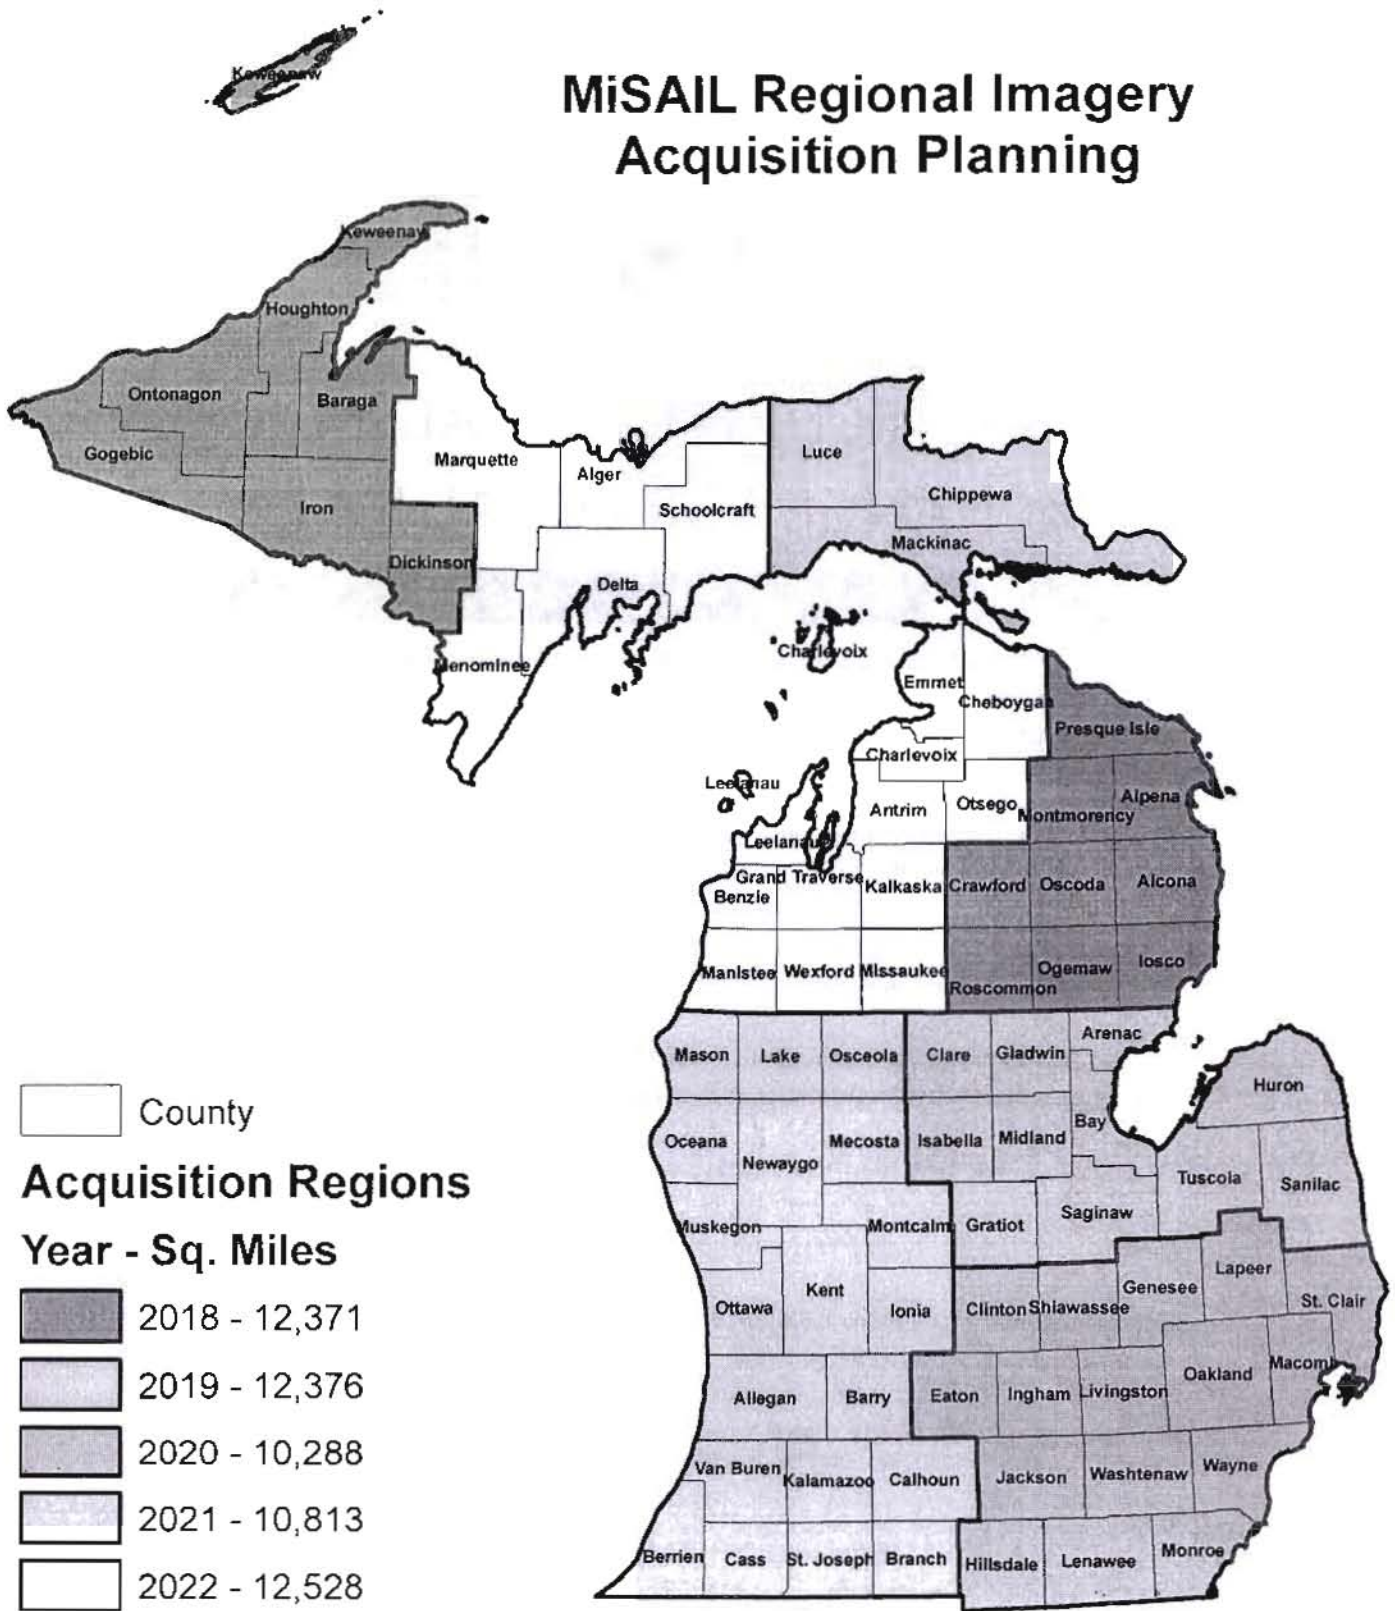 Keweenaw
MiSAIL Regional Imagery
Acquisition Planning
Keweenaw
Houghton
Ontonagon
Baraga
Gogebic
Marquette
Alger
Luce
Iron
Schoolcraft
Chippewa
Dickinson
Mackinac
Delta
Menominee
Charlevoix
Emmet
Cheboygan
Presque Isle
Charlevoix
Leelanau
Antrim
Otsego
Montmorency
Alpena
Leelanau
Grand Traverse
Benzie
Kalkaska
Crawford
Oscoda
Alcona
Manistee
Wexford
Missaukee
Roscommon
Ogemaw
Iosco
Mason
Lake
Osceola
Clare
Gladwin
Arenac
Huron
Oceana
Newaygo
Mecosta
Isabella
Midland
Bay
Tuscola
Sanilac
Muskegon
Montcalm
Gratiot
Saginaw
Lapeer
Genesee
St. Clair
Ottawa
Kent
Ionia
Clinton
Shiawassee
Oakland
Macomb
Allegan
Barry
Eaton
Ingham
Livingston
Van Buren
Kalamazoo
Calhoun
Jackson
Washtenaw
Wayne
Berrien
Cass
St. Joseph
Branch
Hillsdale
Lenawee
Monroe
County
Acquisition Regions
Year - Sq. Miles
2018 - 12,371
2019 - 12,376
2020 - 10,288
2021 - 10,813
2022 - 12,528